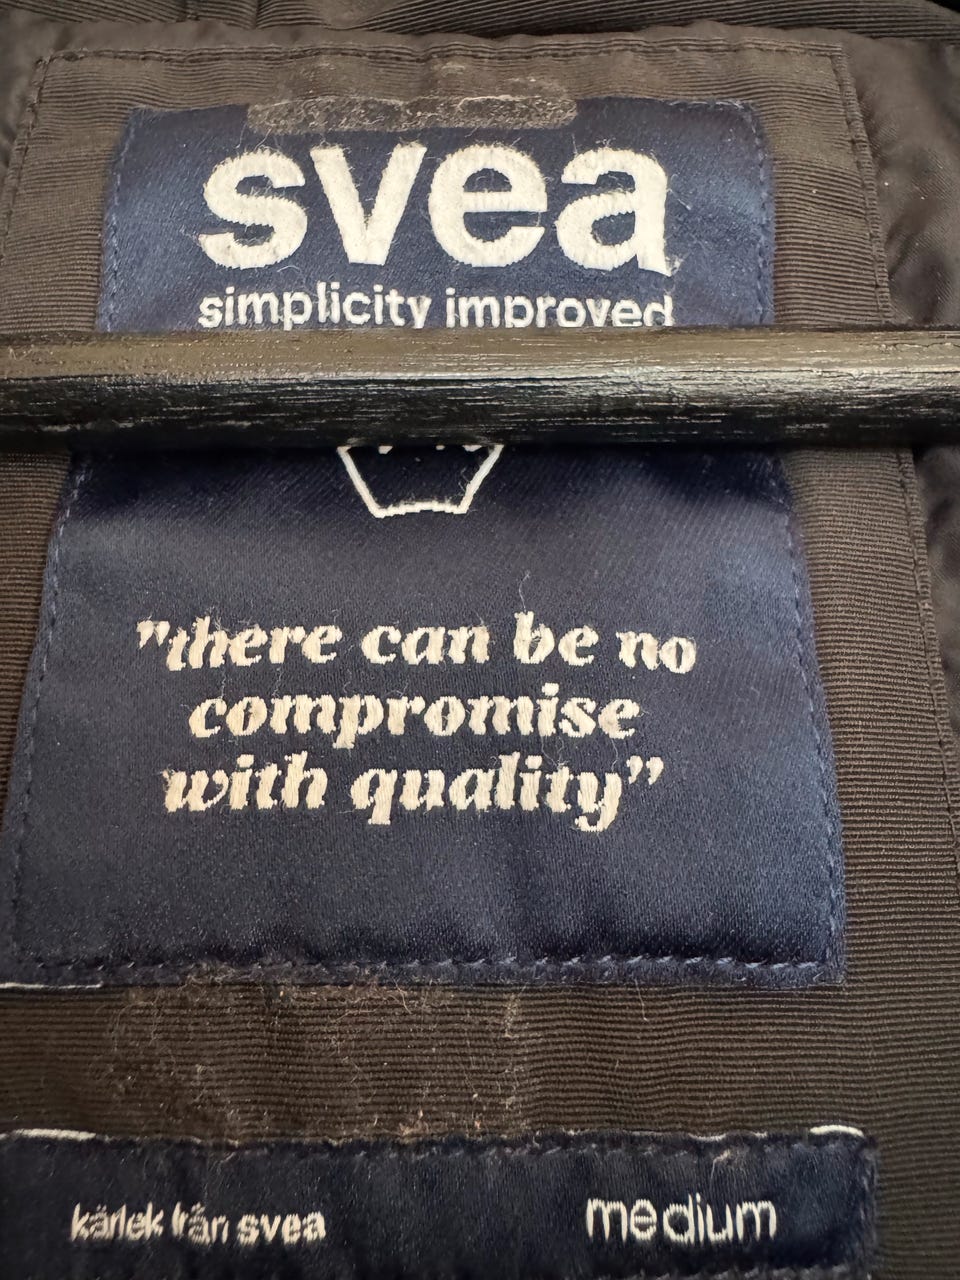 svea
simplicity improved
"there can be no
compromise
with quality”
kärlek från svea
medium